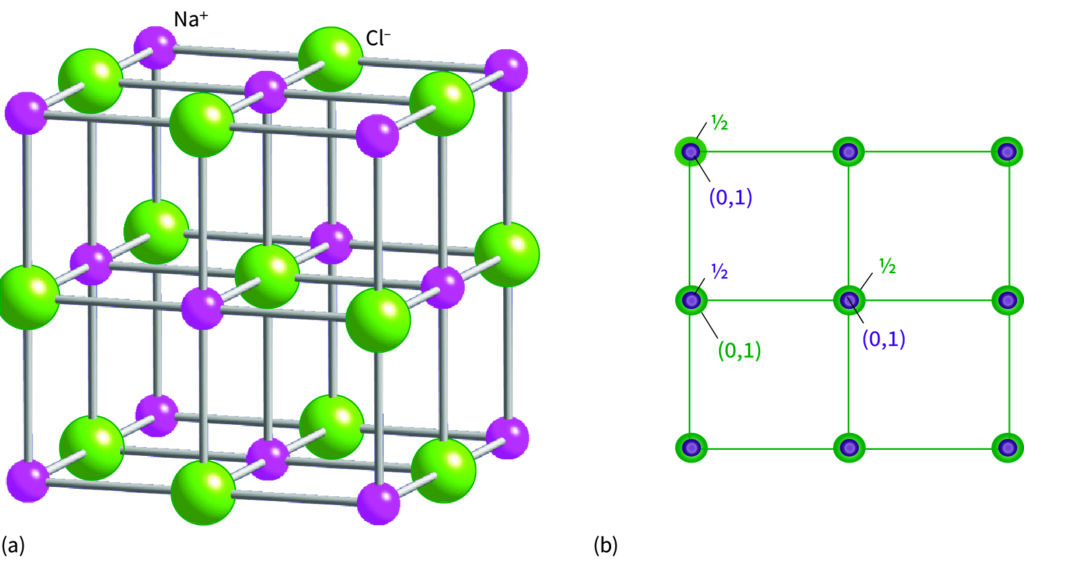 Na⁺
Cl⁻
½
(0,1)
½
½
(0,1)
(0,1)
(a)
(b)